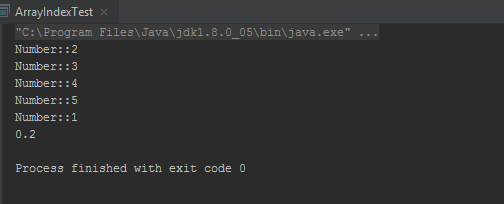 ArrayIndexTest
"C:\Program Files\Java\jdk1.8.0_05\bin\java.exe" ...
Number::2
Number::3
Number::4
Number::5
Number::1
0.2
Process finished with exit code 0